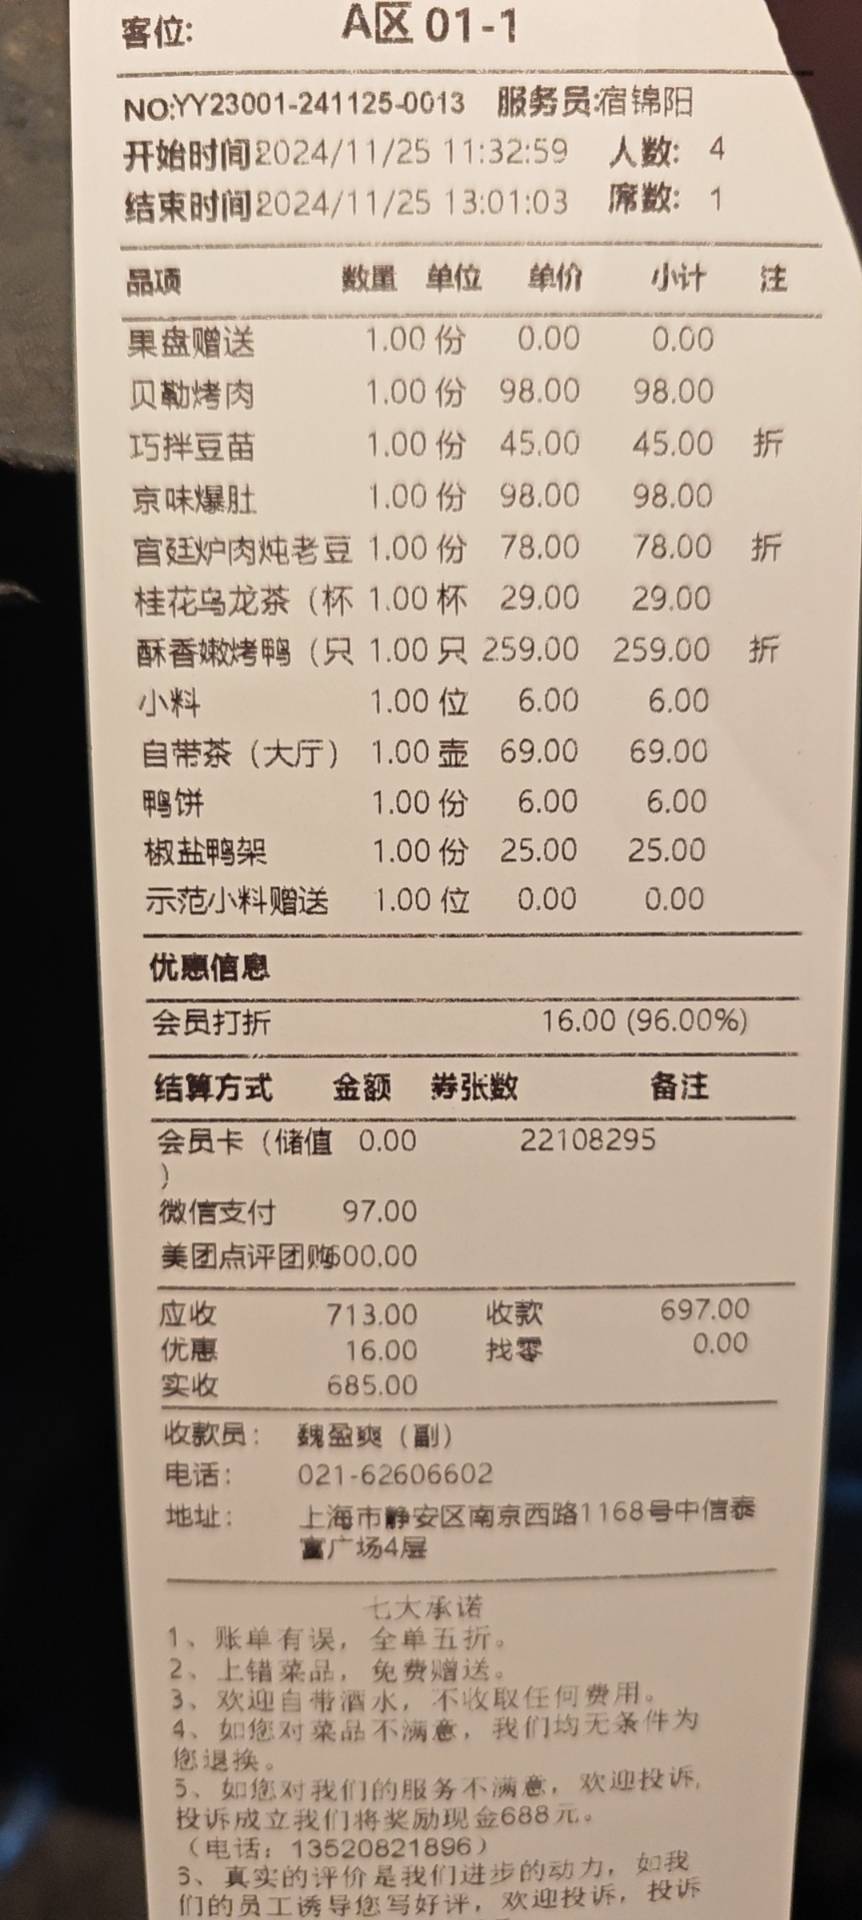 客位: A区 01-1
NO:YY23001-241125-0013 服务员:宿锦阳
开始时间2024/11/25 11:32:59 人数: 4
结束时间2024/11/25 13:01:03 席数: 1
品项 数量 单位 单价 小计 注
果盘赠送 1.00 份 0.00 0.00
贝勒烤肉 1.00 份 98.00 98.00
巧拌豆苗 1.00 份 45.00 45.00 折
京味爆肚 1.00 份 98.00 98.00
宫廷炉肉炖老豆 1.00 份 78.00 78.00 折
桂花乌龙茶（杯 1.00 杯 29.00 29.00
酥香嫩烤鸭（只 1.00 只 259.00 259.00 折
小料 1.00 位 6.00 6.00
自带茶（大厅） 1.00 壶 69.00 69.00
鸭饼 1.00 份 6.00 6.00
椒盐鸭架 1.00 份 25.00 25.00
示范小料赠送 1.00 位 0.00 0.00
优惠信息
会员打折 16.00 (96.00%)
结算方式 金额 券张数 备注
会员卡（储值 0.00 22108295
）
微信支付 97.00
美团点评团购600.00
应收 713.00 收款 697.00
优惠 16.00 找零 0.00
实收 685.00
收款员: 魏盈爽（副）
电话: 021-62606602
地址: 上海市静安区南京西路1168号中信泰
富广场4层
七大承诺
1、账单有误，全单五折。
2、上错菜品，免费赠送。
3、欢迎自带酒水，不收取任何费用。
4、如您对菜品不满意，我们均无条件为
您退换。
5、如您对我们的服务不满意，欢迎投诉,
投诉成立我们将奖励现金688元。
（电话：13520821896）
6、真实的评价是我们进步的动力，如我
们的员工诱导您写好评，欢迎投诉，投诉